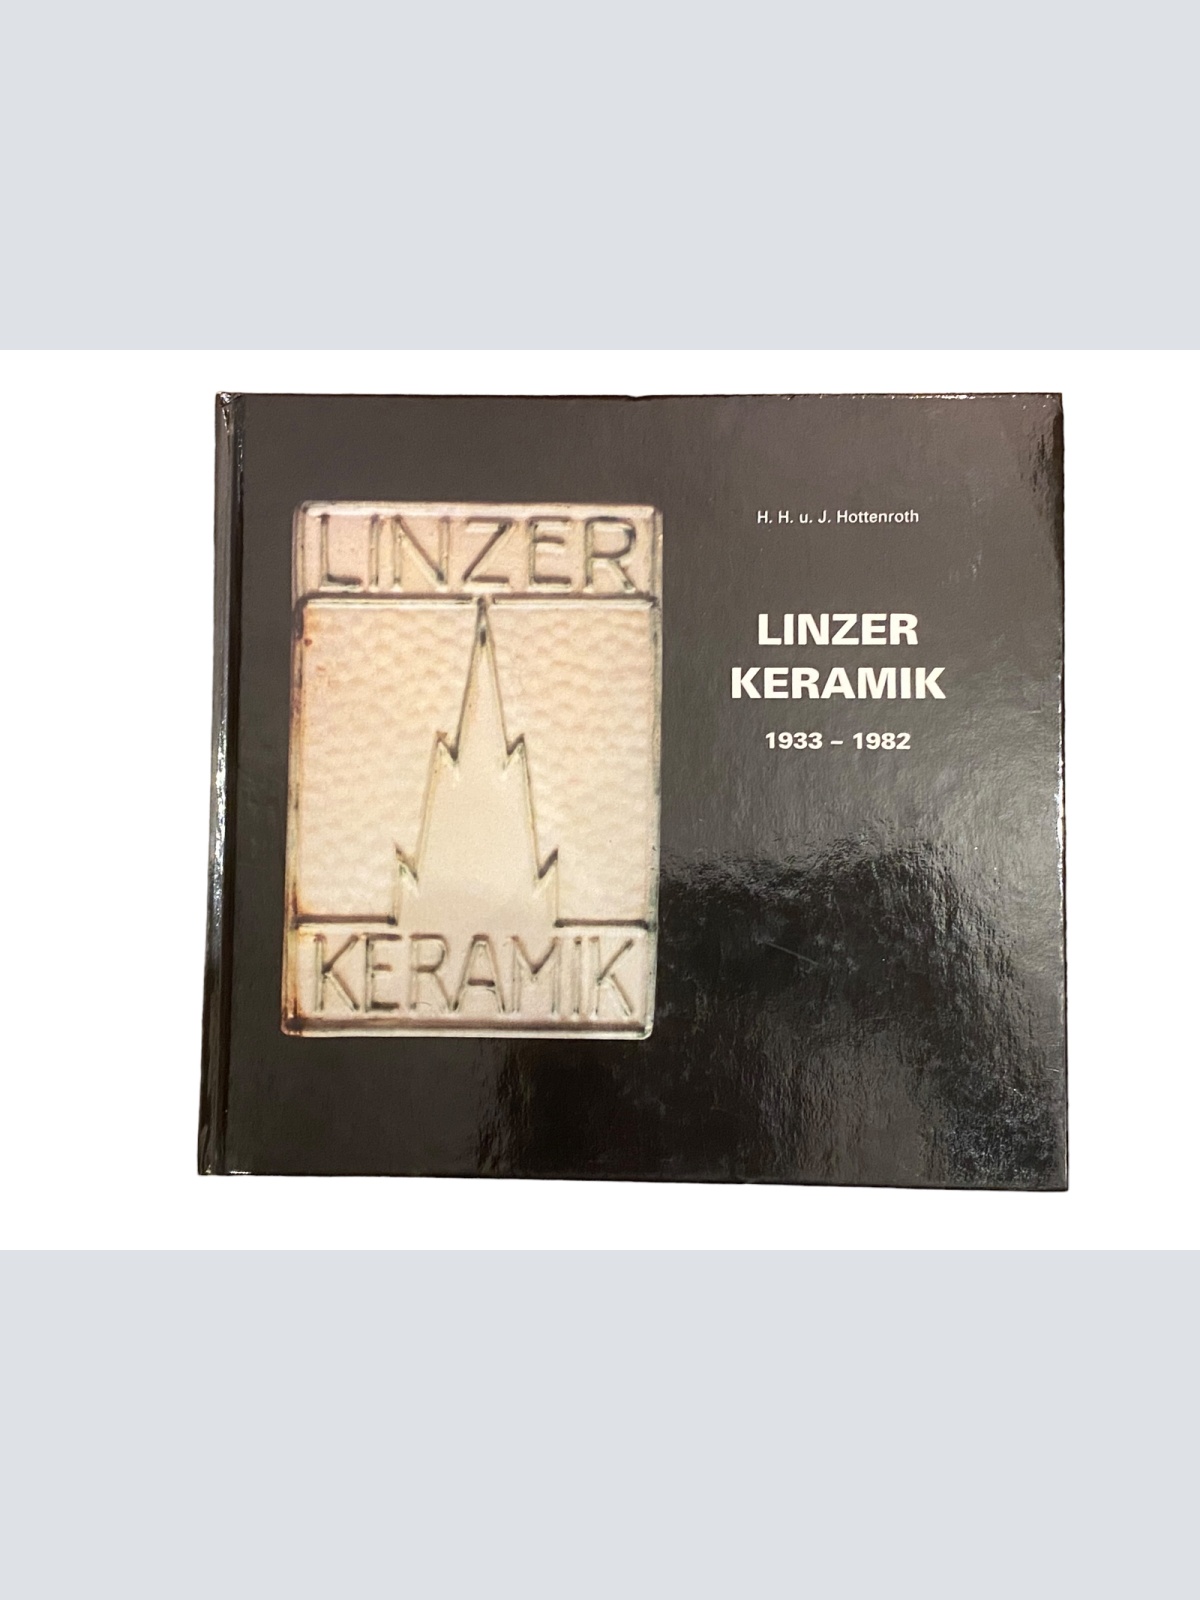 LINZER
KERAMIK
H. H. u. J. Hottenroth
LINZER
KERAMIK
1933 – 1982